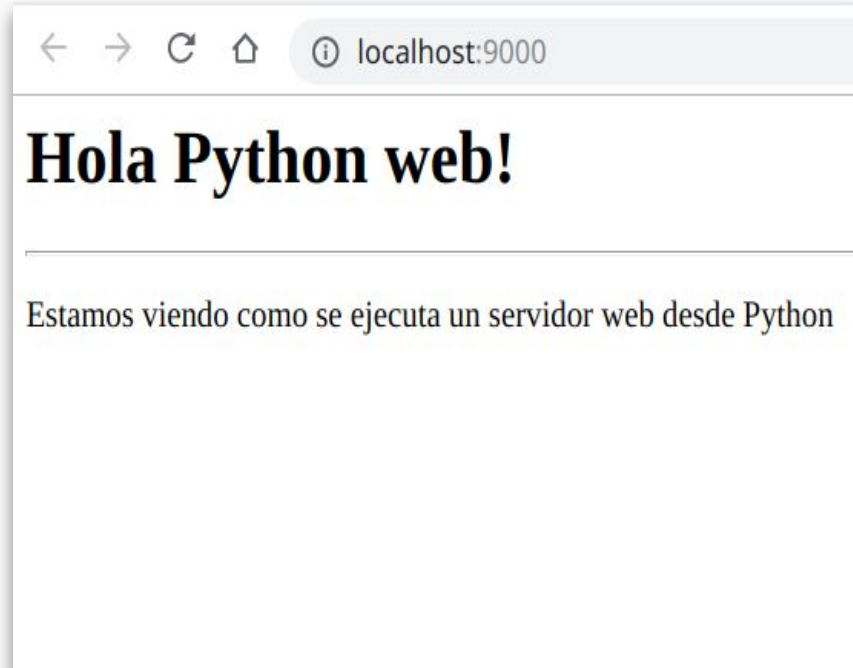 localhost:9000
Hola Python web!
Estamos viendo como se ejecuta un servidor web desde Python